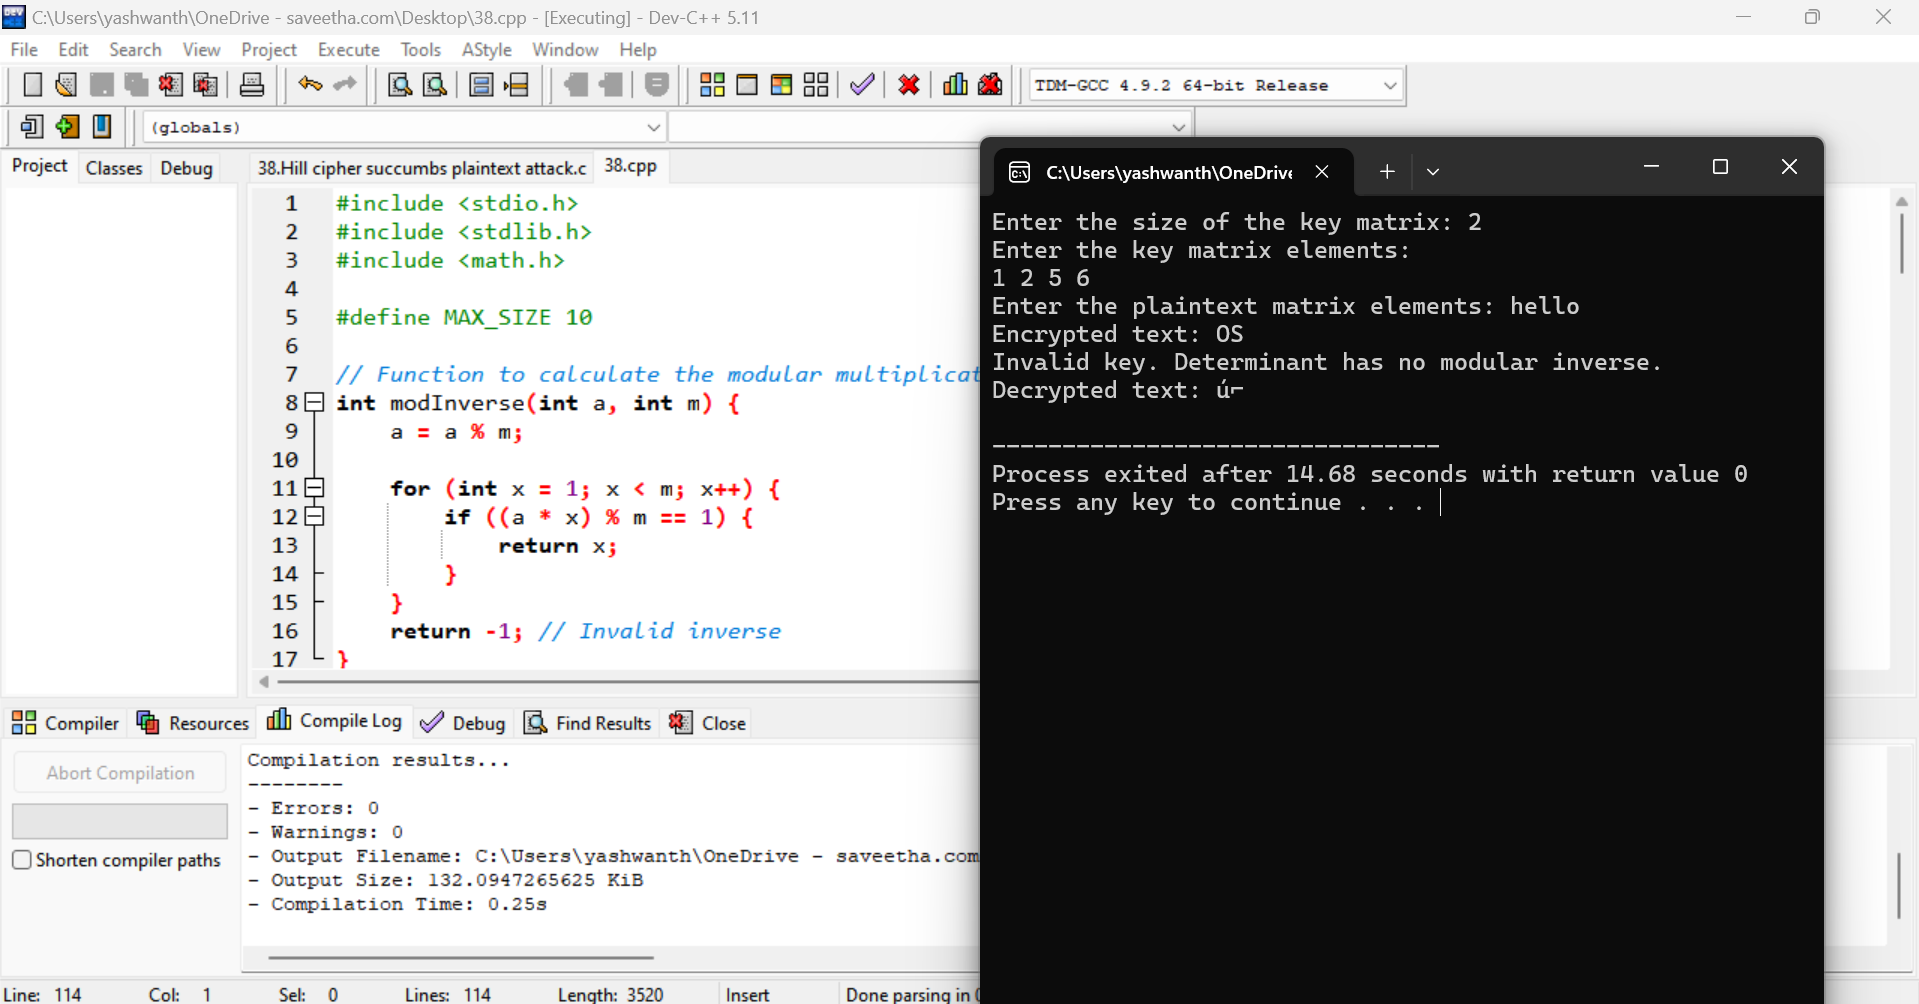 C:\Users\yashwanth\OneDrive - saveetha.com\Desktop\38.cpp - [Executing] - Dev-C++ 5.11
File Edit Search View Project Execute Tools AStyle Window Help
TDM-GCC 4.9.2 64-bit Release
(globals)
Project Classes Debug
38.Hill cipher succumbs plaintext attack.c 38.cpp
1 #include <stdio.h>
2 #include <stdlib.h>
3 #include <math.h>
4
5 #define MAX_SIZE 10
6
7 // Function to calculate the modular multiplicat
8 int modInverse(int a, int m) {
9 a = a % m;
10
11 for (int x = 1; x < m; x++) {
12 if ((a * x) % m == 1) {
13 return x;
14 }
15 }
16 return -1; // Invalid inverse
17 }
C:\Users\yashwanth\OneDrive
Enter the size of the key matrix: 2
Enter the key matrix elements:
1 2 5 6
Enter the plaintext matrix elements: hello
Encrypted text: OS
Invalid key. Determinant has no modular inverse.
Decrypted text: ú⌐
--------------------------------
Process exited after 14.68 seconds with return value 0
Press any key to continue . . .
Compiler Resources Compile Log Debug Find Results Close
Abort Compilation
Shorten compiler paths
Compilation results...
--------
- Errors: 0
- Warnings: 0
- Output Filename: C:\Users\yashwanth\OneDrive - saveetha.com
- Output Size: 132.0947265625 KiB
- Compilation Time: 0.25s
Line: 114 Col: 1 Sel: 0 Lines: 114 Length: 3520 Insert Done parsing in